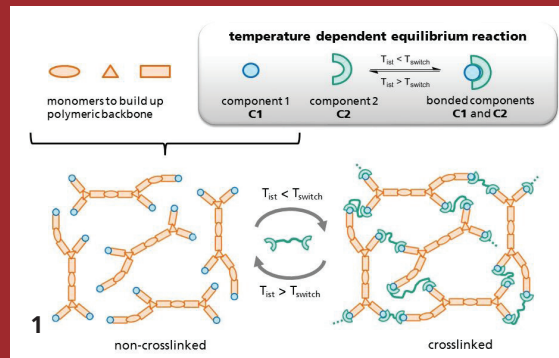 temperature dependent equilibrium reaction
T_ist < T_switch
T_ist > T_switch
monomers to build up
polymeric backbone
component 1
C1
component 2
C2
bonded components
C1 and C2
T_ist < T_switch
T_ist > T_switch
1
non-crosslinked
crosslinked